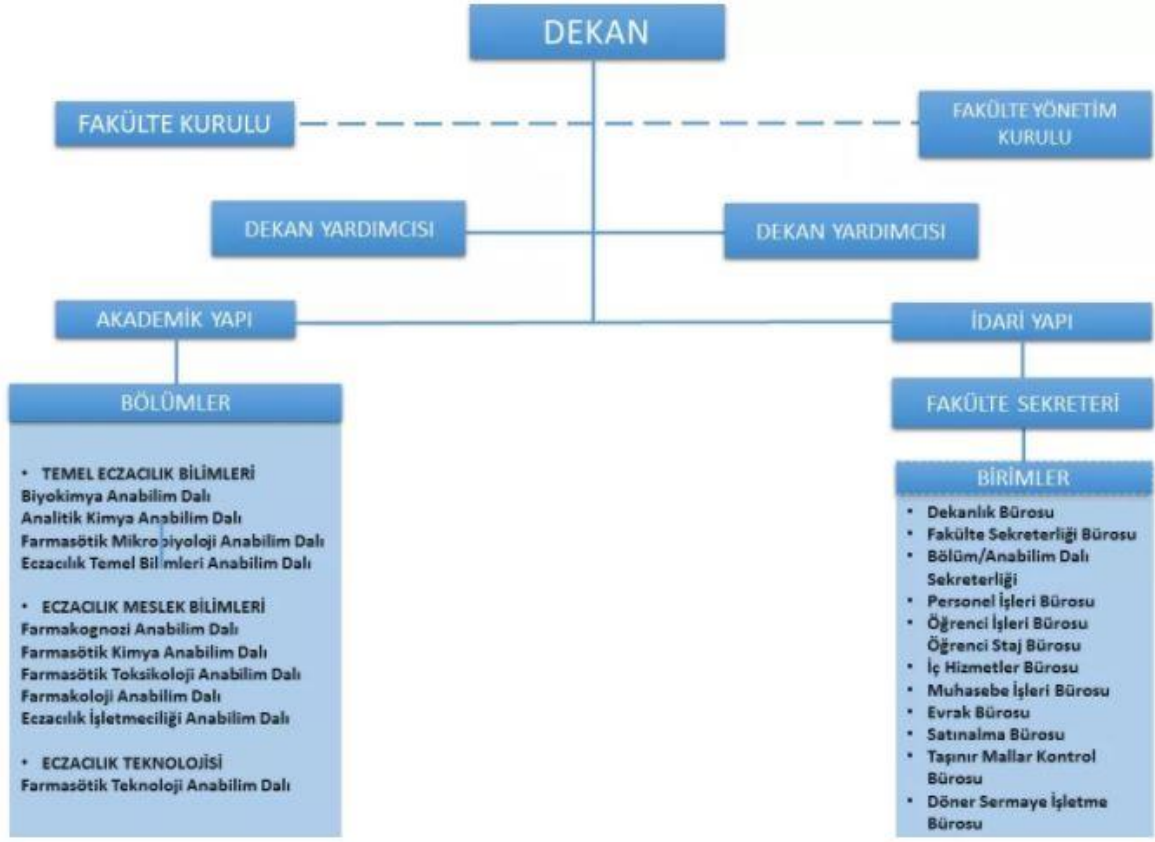 DEKAN
FAKÜLTE KURULU
FAKÜLTE YÖNETİM
KURULU
DEKAN YARDIMCISI
DEKAN YARDIMCISI
AKADEMİK YAPI
İDARİ YAPI
BÖLÜMLER
• TEMEL ECZACILIK BİLİMLERİ
Biyokimya Anabilim Dalı
Analitik Kimya Anabilim Dalı
Farmasötik Mikrobiyoloji Anabilim Dalı
Eczacılık Temel Bilimleri Anabilim Dalı
• ECZACILIK MESLEK BİLİMLERİ
Farmakognozi Anabilim Dalı
Farmasötik Kimya Anabilim Dalı
Farmasötik Toksikoloji Anabilim Dalı
Farmakoloji Anabilim Dalı
Eczacılık İşletmeciliği Anabilim Dalı
• ECZACILIK TEKNOLOJİSİ
Farmasötik Teknoloji Anabilim Dalı
FAKÜLTE SEKRETERİ
BİRİMLER
• Dekanlık Bürosu
• Fakülte Sekreterliği Bürosu
• Bölüm/Anabilim Dalı
Sekreterliği
• Personel İşleri Bürosu
• Öğrenci İşleri Bürosu
Öğrenci Staj Bürosu
• İç Hizmetler Bürosu
• Muhasebe İşleri Bürosu
• Evrak Bürosu
• Satınalma Bürosu
• Taşınır Mallar Kontrol
Bürosu
• Döner Sermaye İşletme
Bürosu